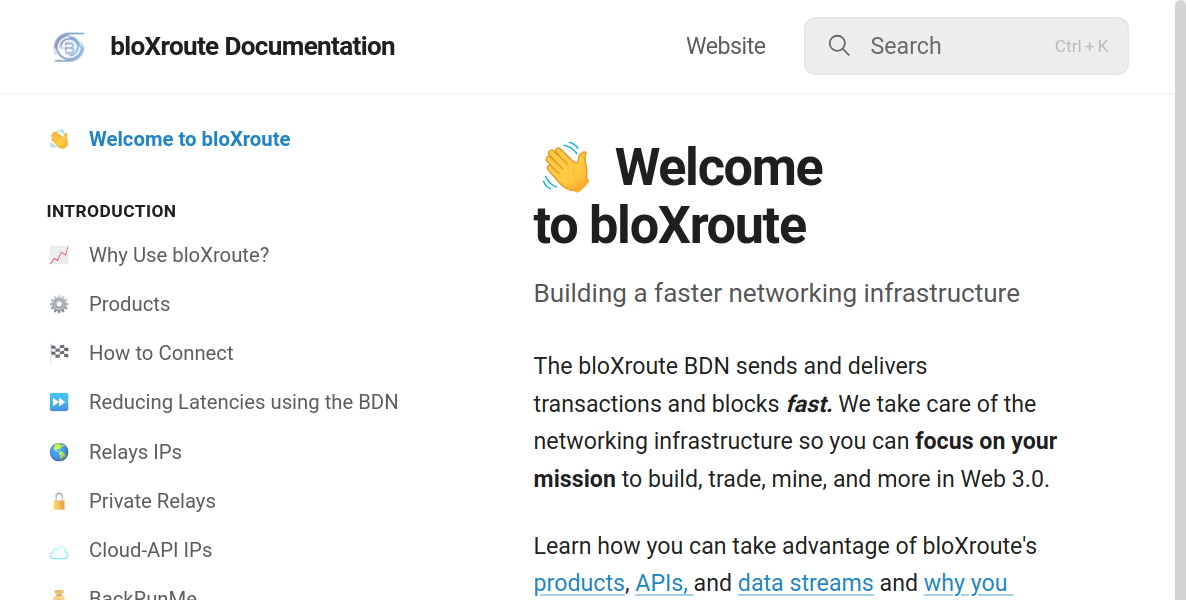 bloXroute Documentation
Website
Search
Ctrl + K
Welcome to bloXroute
INTRODUCTION
Why Use bloXroute?
Products
How to Connect
Reducing Latencies using the BDN
Relays IPs
Private Relays
Cloud-API IPs
BackRunMe
Welcome
to bloXroute
Building a faster networking infrastructure
The bloXroute BDN sends and delivers
transactions and blocks fast. We take care of the
networking infrastructure so you can focus on your
mission to build, trade, mine, and more in Web 3.0.
Learn how you can take advantage of bloXroute's
products, APIs, and data streams and why you